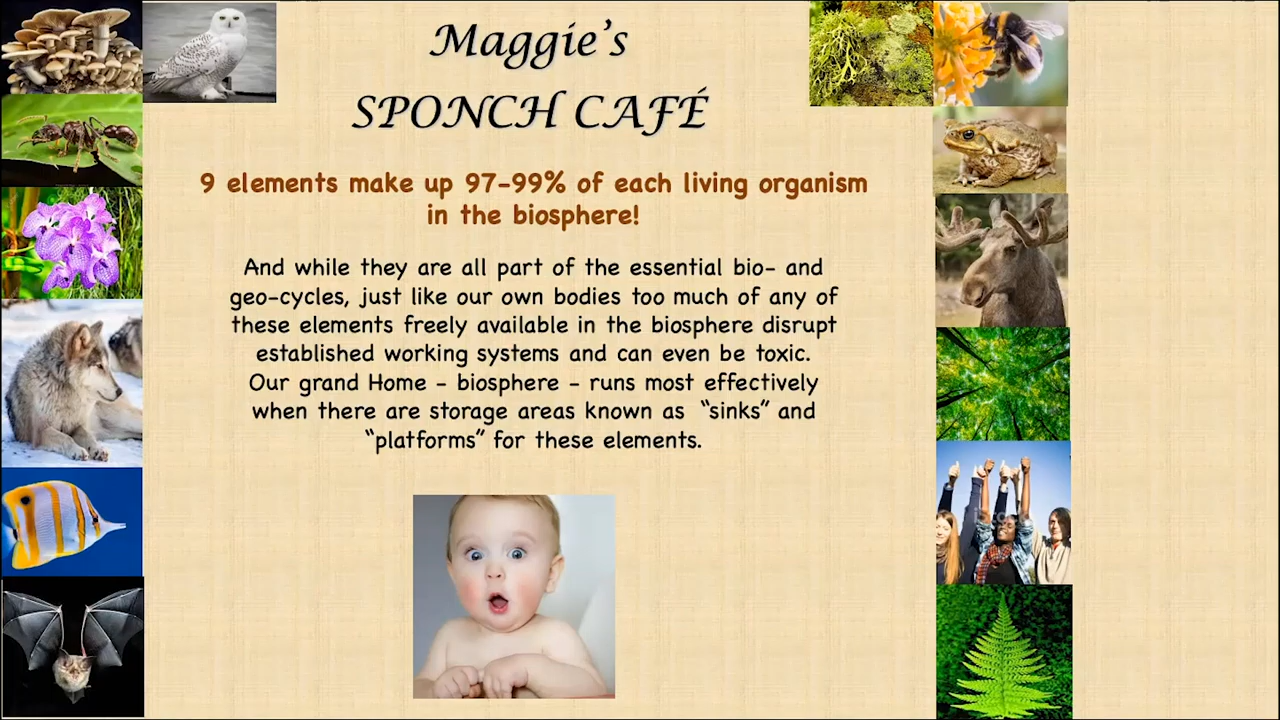 Maggie's
SPONCH CAFÉ
9 elements make up 97-99% of each living organism
in the biosphere!
And while they are all part of the essential bio- and
geo-cycles, just like our own bodies too much of any of
these elements freely available in the biosphere disrupt
established working systems and can even be toxic.
Our grand Home - biosphere - runs most effectively
when there are storage areas known as “sinks” and
“platforms” for these elements.